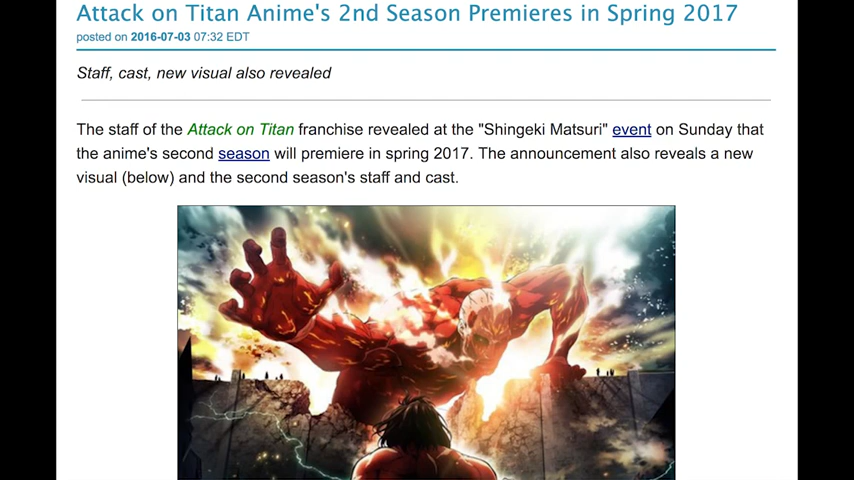 Attack on Titan Anime's 2nd Season Premieres in Spring 2017
posted on 2016-07-03 07:32 EDT
Staff, cast, new visual also revealed
The staff of the Attack on Titan franchise revealed at the "Shingeki Matsuri" event on Sunday that
the anime's second season will premiere in spring 2017. The announcement also reveals a new
visual (below) and the second season's staff and cast.